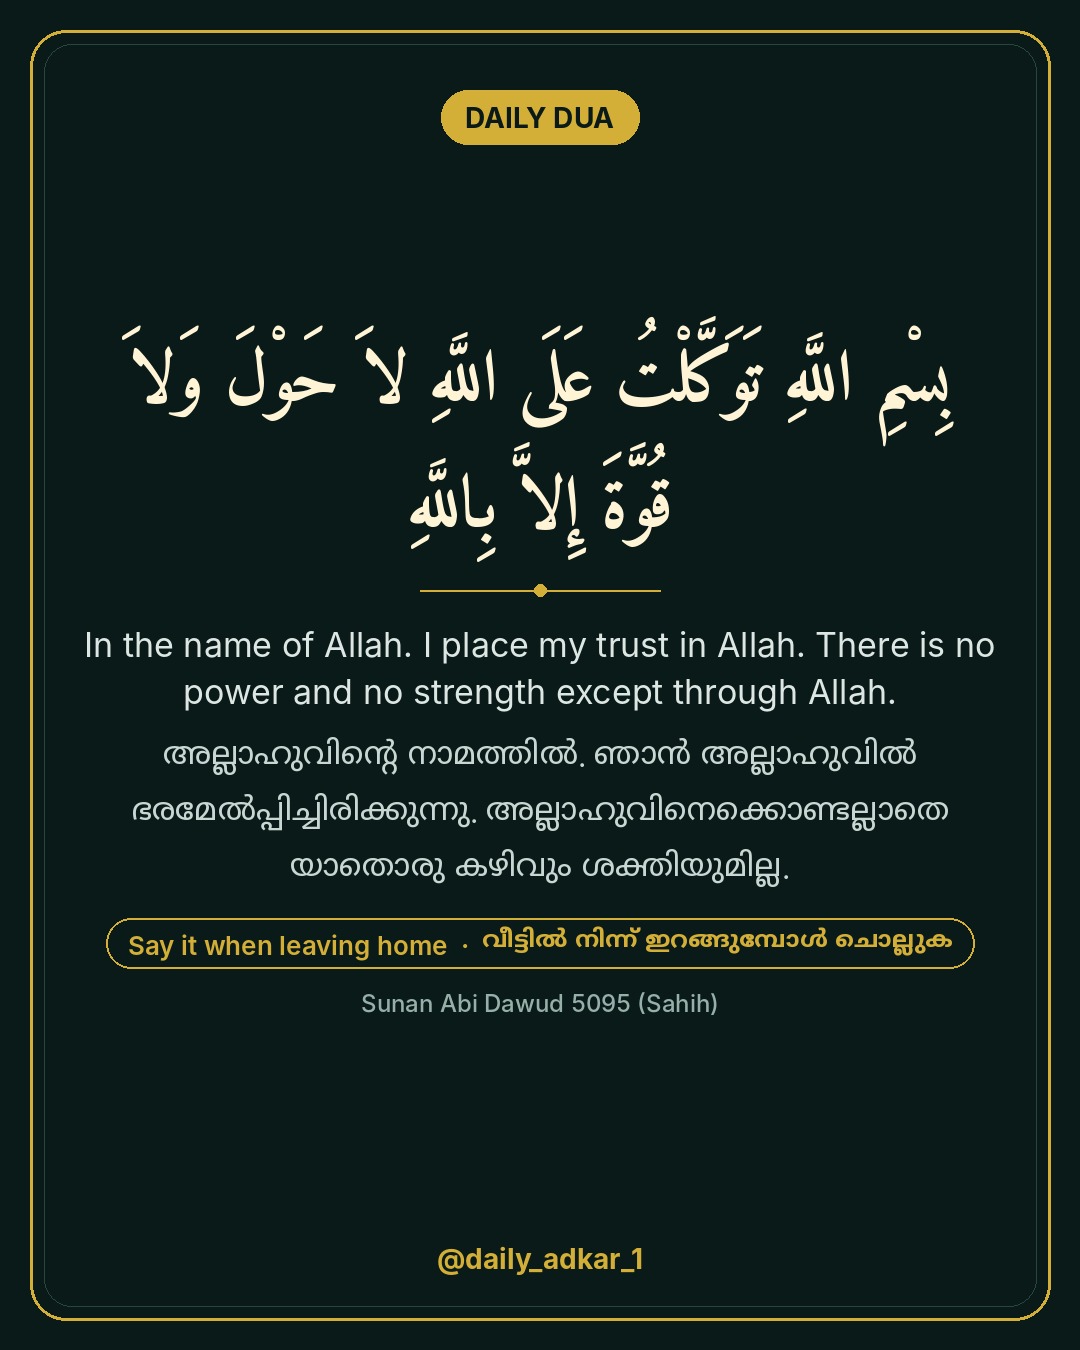 DAILY DUA
بِسْمِ اللَّهِ تَوَكَّلْتُ عَلَى اللَّهِ لاَ حَوْلَ وَلاَ
قُوَّةَ إِلاَّ بِاللَّهِ
In the name of Allah. I place my trust in Allah. There is no
power and no strength except through Allah.
അല്ലാഹുവിന്റെ നാമത്തിൽ. ഞാൻ അല്ലാഹുവിൽ
ഭരമേൽപ്പിച്ചിരിക്കുന്നു. അല്ലാഹുവിനെക്കൊണ്ടല്ലാതെ
യാതൊരു കഴിവും ശക്തിയുമില്ല.
Say it when leaving home · വീട്ടിൽ നിന്ന് ഇറങ്ങുമ്പോൾ ചൊല്ലുക
Sunan Abi Dawud 5095 (Sahih)
@daily_adkar_1